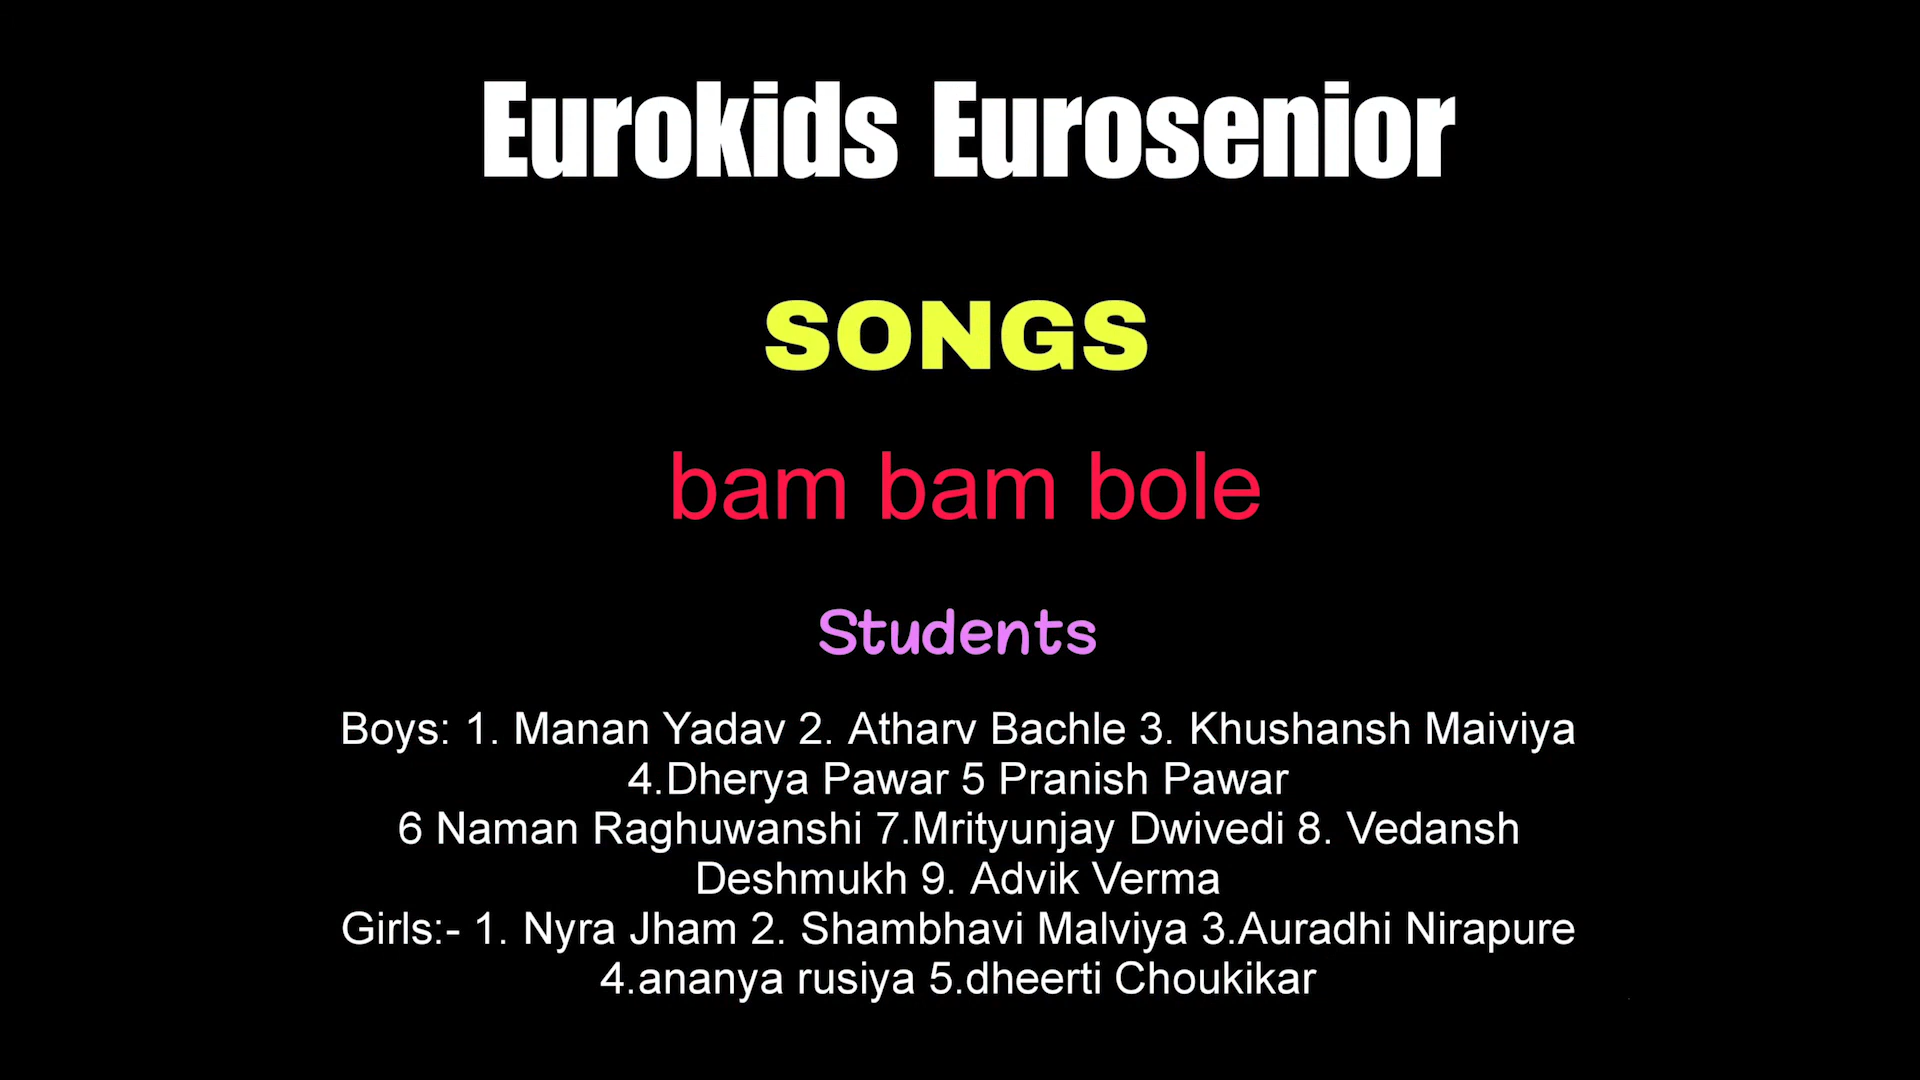 Eurokids Eurosenior
SONGS
bam bam bole
Students
Boys: 1. Manan Yadav 2. Atharv Bachle 3. Khushansh Maiviya
4.Dherya Pawar 5 Pranish Pawar
6 Naman Raghuwanshi 7.Mrityunjay Dwivedi 8. Vedansh
Deshmukh 9. Advik Verma
Girls:- 1. Nyra Jham 2. Shambhavi Malviya 3.Auradhi Nirapure
4.ananya rusiya 5.dheerti Choukikar